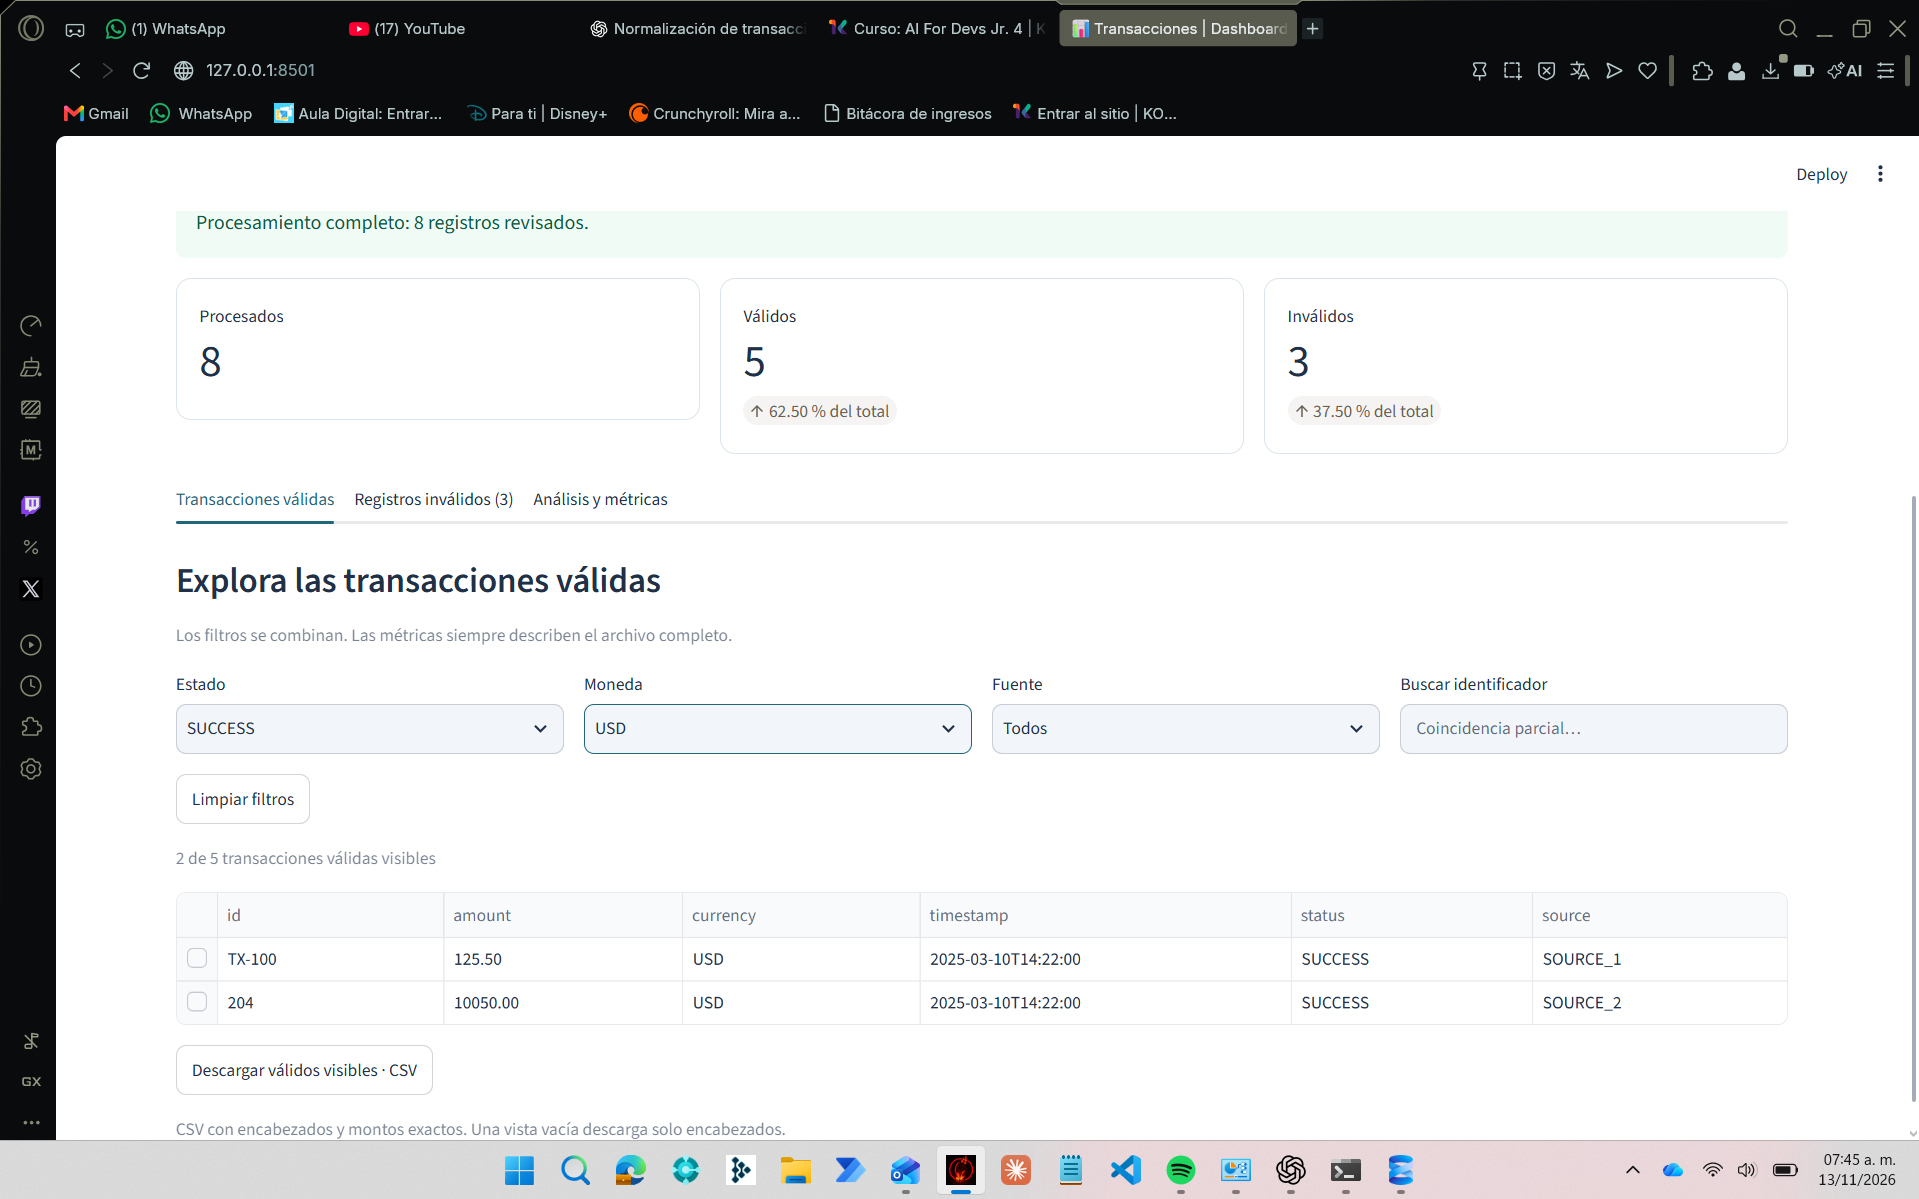 (1) WhatsApp
(17) YouTube
Normalización de transacci
Curso: AI For Devs Jr. 4 | K
Transacciones | Dashboard
127.0.0.1:8501
AI
Gmail
WhatsApp
Aula Digital: Entrar...
Para ti | Disney+
Crunchyroll: Mira a...
Bitácora de ingresos
Entrar al sitio | KO...
Deploy
Procesamiento completo: 8 registros revisados.
Procesados
8
Válidos
5
↑ 62.50 % del total
Inválidos
3
↑ 37.50 % del total
Transacciones válidas
Registros inválidos (3)
Análisis y métricas
Explora las transacciones válidas
Los filtros se combinan. Las métricas siempre describen el archivo completo.
Estado
Moneda
Fuente
Buscar identificador
SUCCESS
USD
Todos
Coincidencia parcial…
Limpiar filtros
2 de 5 transacciones válidas visibles
id amount currency timestamp status source
TX-100 125.50 USD 2025-03-10T14:22:00 SUCCESS SOURCE_1
204 10050.00 USD 2025-03-10T14:22:00 SUCCESS SOURCE_2
Descargar válidos visibles · CSV
CSV con encabezados y montos exactos. Una vista vacía descarga solo encabezados.
M
GX
07:45 a. m.
13/11/2026